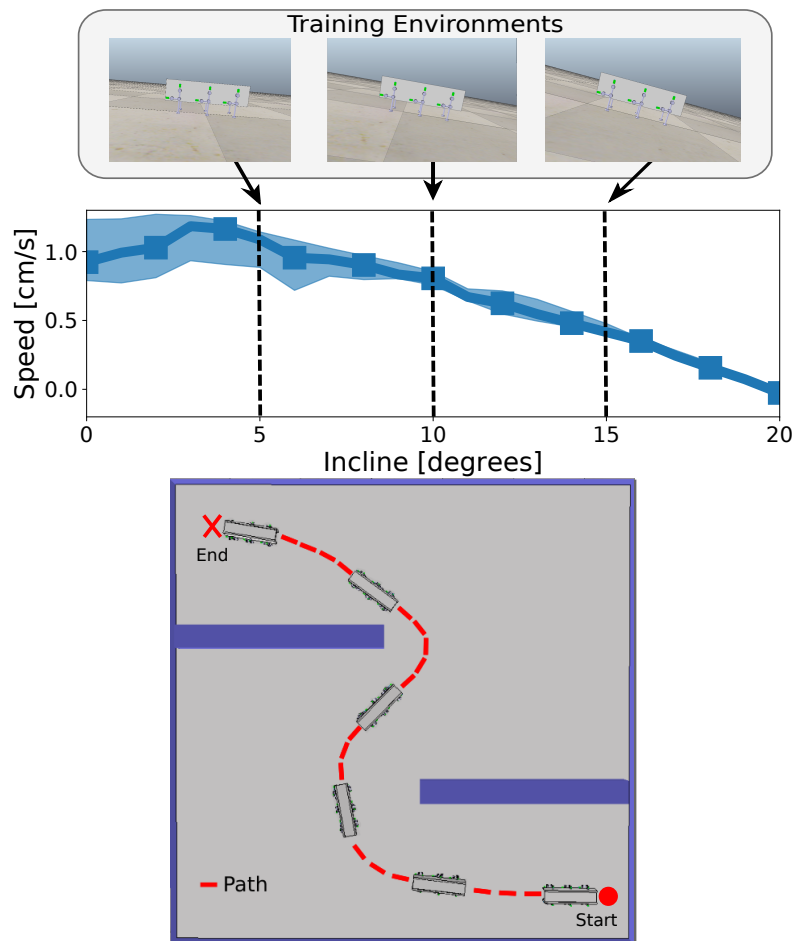 Training Environments
Speed [cm/s]
1.0
0.5
0.0
0
5
10
15
20
Incline [degrees]
End
Path
Start